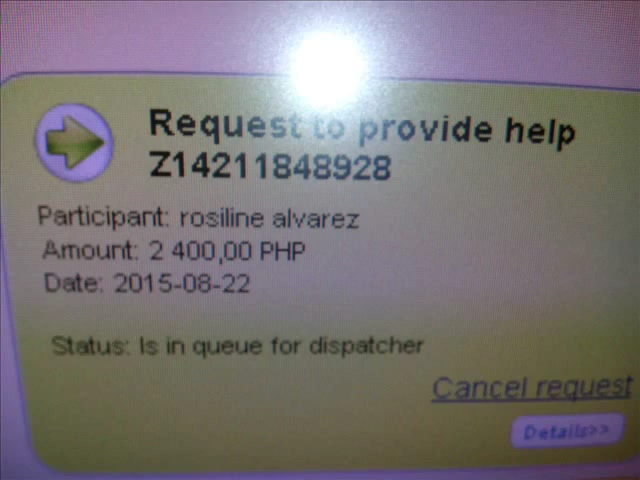 Request to provide help
Z14211848928
Participant: rosiline alvarez
Amount: 2 400,00 PHP
Date: 2015-08-22
Status: Is in queue for dispatcher
Cancel request
Details>>